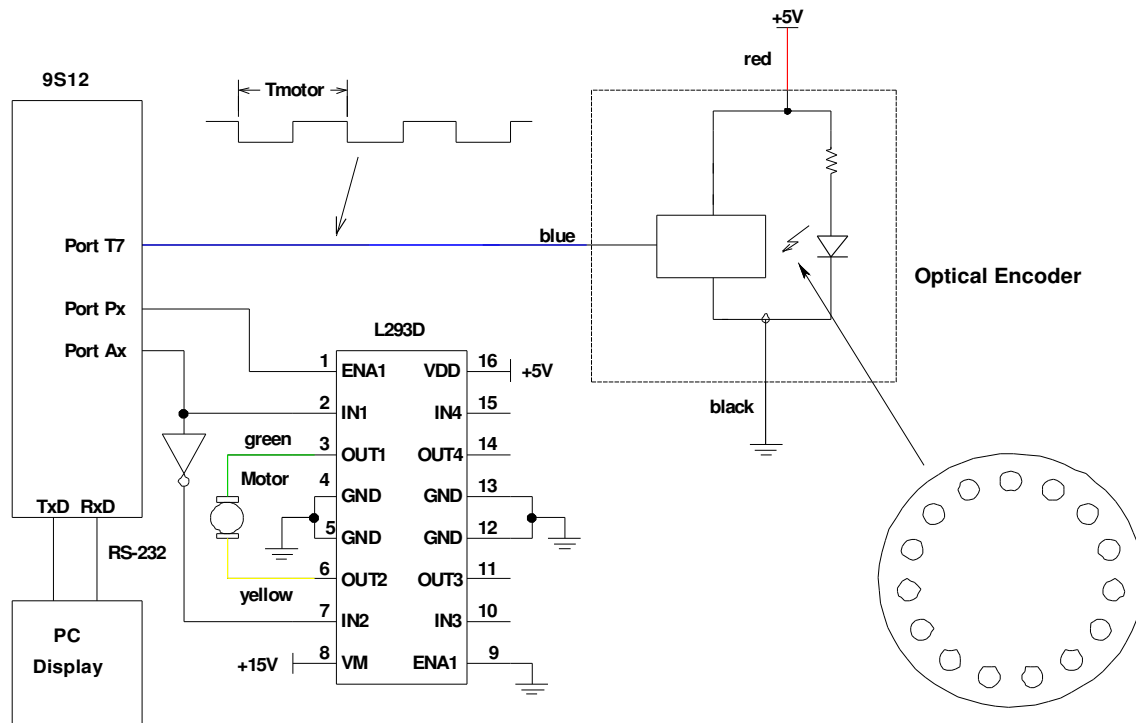 +5V
red
9S12
Tmotor
Port T7
blue
Optical Encoder
Port Px
Port Ax
L293D
1 ENA1 VDD 16 +5V
black
2 IN1 IN4 15
green
3 OUT1 OUT4 14
Motor
4 GND GND 13
TxD RxD
5 GND GND 12
RS-232
6 OUT2 OUT3 11
yellow
7 IN2 IN3 10
PC
Display
+15V 8 VM ENA1 9